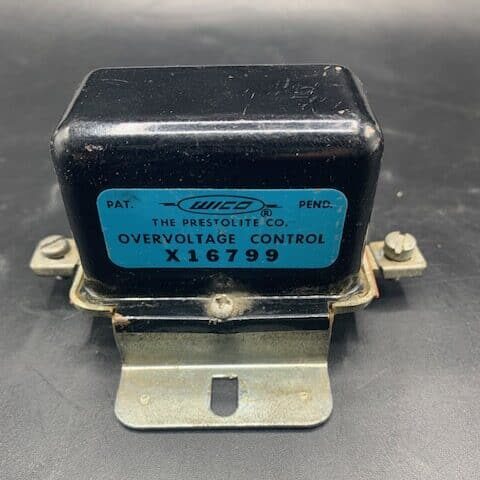 PAT. WICO® PEND.
THE PRESTOLITE CO.
OVERVOLTAGE CONTROL
X16799